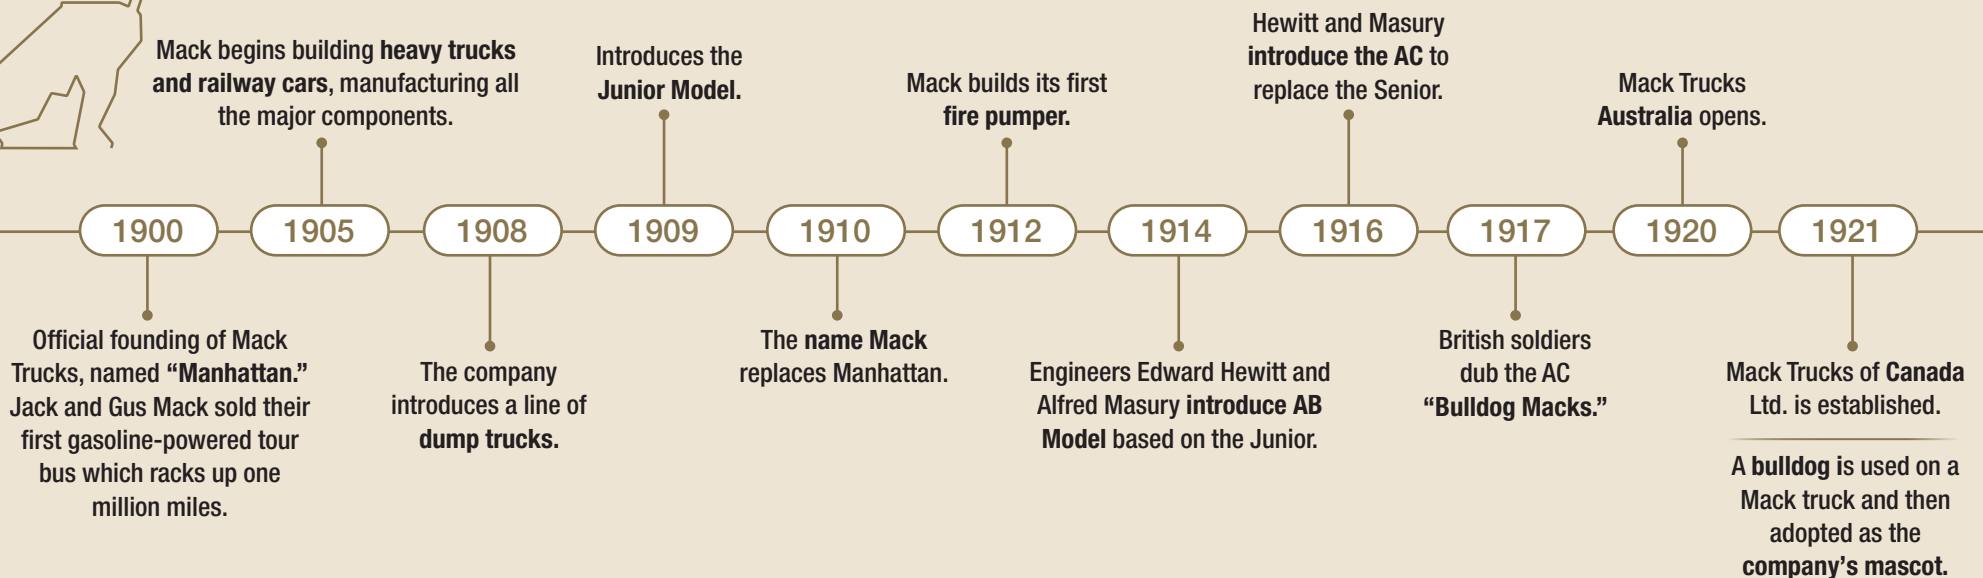 Mack begins building heavy trucks
and railway cars, manufacturing all
the major components.
Introduces the
Junior Model.
Mack builds its first
fire pumper.
Hewitt and Masury
introduce the AC to
replace the Senior.
Mack Trucks
Australia opens.
1900
1905
1908
1909
1910
1912
1914
1916
1917
1920
1921
Official founding of Mack
Trucks, named “Manhattan.”
Jack and Gus Mack sold their
first gasoline-powered tour
bus which racks up one
million miles.
The company
introduces a line of
dump trucks.
The name Mack
replaces Manhattan.
Engineers Edward Hewitt and
Alfred Masury introduce AB
Model based on the Junior.
British soldiers
dub the AC
“Bulldog Macks.”
Mack Trucks of Canada
Ltd. is established.
A bulldog is used on a
Mack truck and then
adopted as the
company’s mascot.